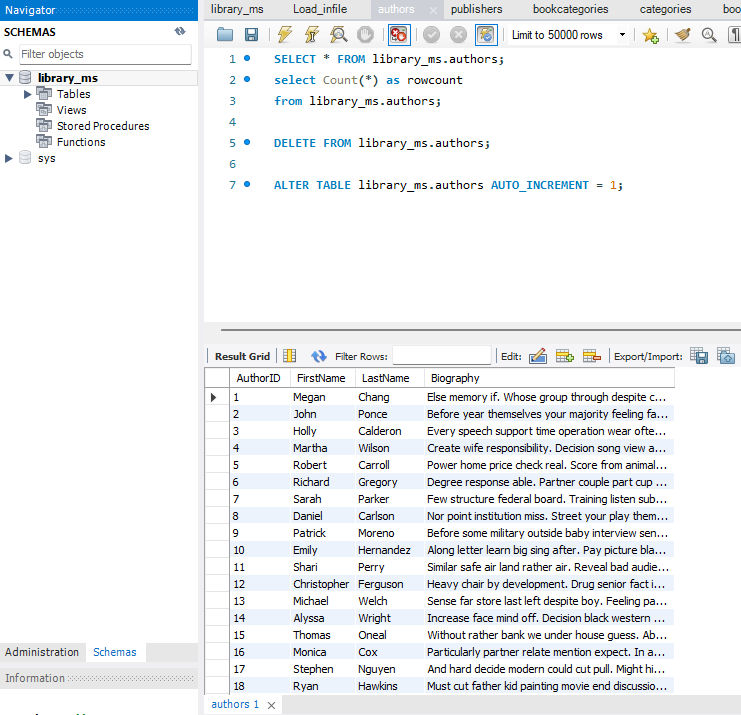 Navigator
SCHEMAS
Filter objects
library_ms
Tables
Views
Stored Procedures
Functions
sys
Administration Schemas
Information
library_ms Load_infile authors publishers bookcategories categories boo
Limit to 50000 rows
1 SELECT * FROM library_ms.authors;
2 select Count(*) as rowcount
3 from library_ms.authors;
4
5 DELETE FROM library_ms.authors;
6
7 ALTER TABLE library_ms.authors AUTO_INCREMENT = 1;
Result Grid Filter Rows: Edit: Export/Import:
AuthorID FirstName LastName Biography
1 Megan Chang Else memory if. Whose group through despite c...
2 John Ponce Before year themselves your majority feeling fa...
3 Holly Calderon Every speech support time operation wear ofte...
4 Martha Wilson Create wife responsibility. Decision song view a...
5 Robert Carroll Power home price check real. Score from animal...
6 Richard Gregory Degree response able. Partner couple part cup ...
7 Sarah Parker Few structure federal board. Training listen sub...
8 Daniel Carlson Nor point institution miss. Street your play them...
9 Patrick Moreno Before some military outside baby interview sen...
10 Emily Hernandez Along letter learn big sing after. Pay picture bla...
11 Shari Perry Similar safe air land rather air. Reveal bad audie...
12 Christopher Ferguson Heavy chair by development. Drug senior fact i...
13 Michael Welch Sense far store last left despite boy. Feeling pa...
14 Alyssa Wright Increase face mind off. Decision black western ...
15 Thomas Oneal Without rather bank we under house guess. Ab...
16 Monica Cox Particularly partner relate mention expect. In a...
17 Stephen Nguyen And hard decide modern could cut pull. Might hi...
18 Ryan Hawkins Must cut father kid painting movie end discussio...
authors 1